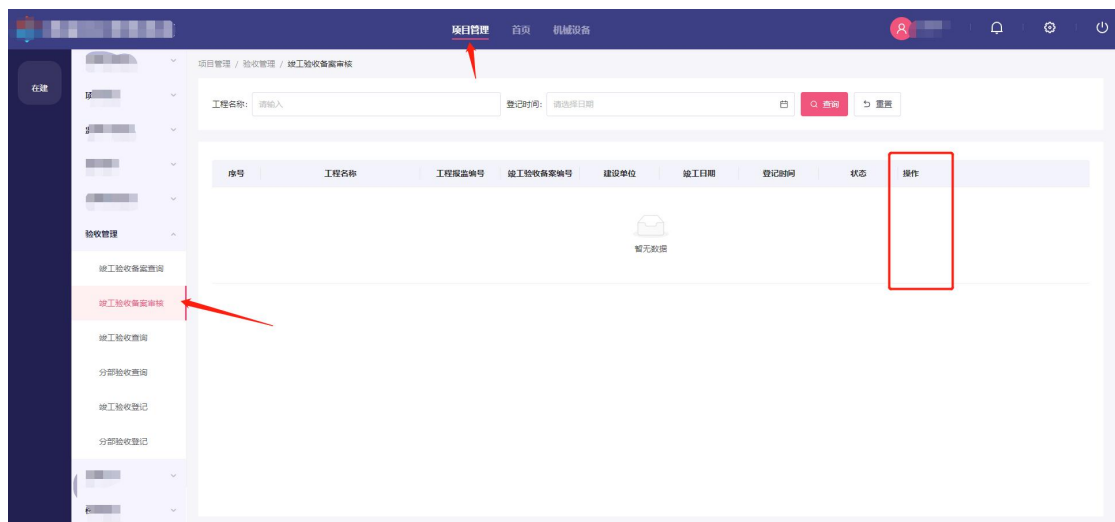 项目管理 首页 机械设备
在建
项目管理 / 验收管理 / 竣工验收备案审核
工程名称: 请输入 登记时间: 请选择日期 查询 重置
序号 工程名称 工程报监编号 竣工验收备案编号 建设单位 竣工日期 登记时间 状态 操作
暂无数据
验收管理
竣工验收备案查询
竣工验收备案审核
竣工验收查询
分部验收查询
竣工验收登记
分部验收登记